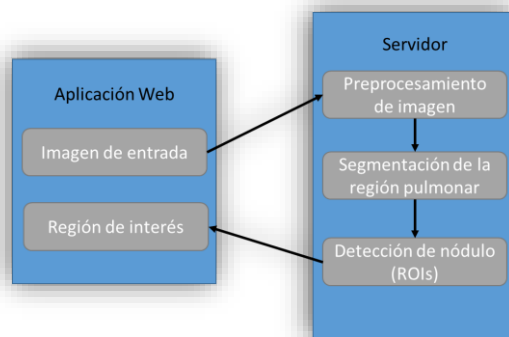 Aplicación Web
Imagen de entrada
Región de interés
Servidor
Preprocesamiento
de imagen
Segmentación de la
región pulmonar
Detección de nódulo
(ROIs)